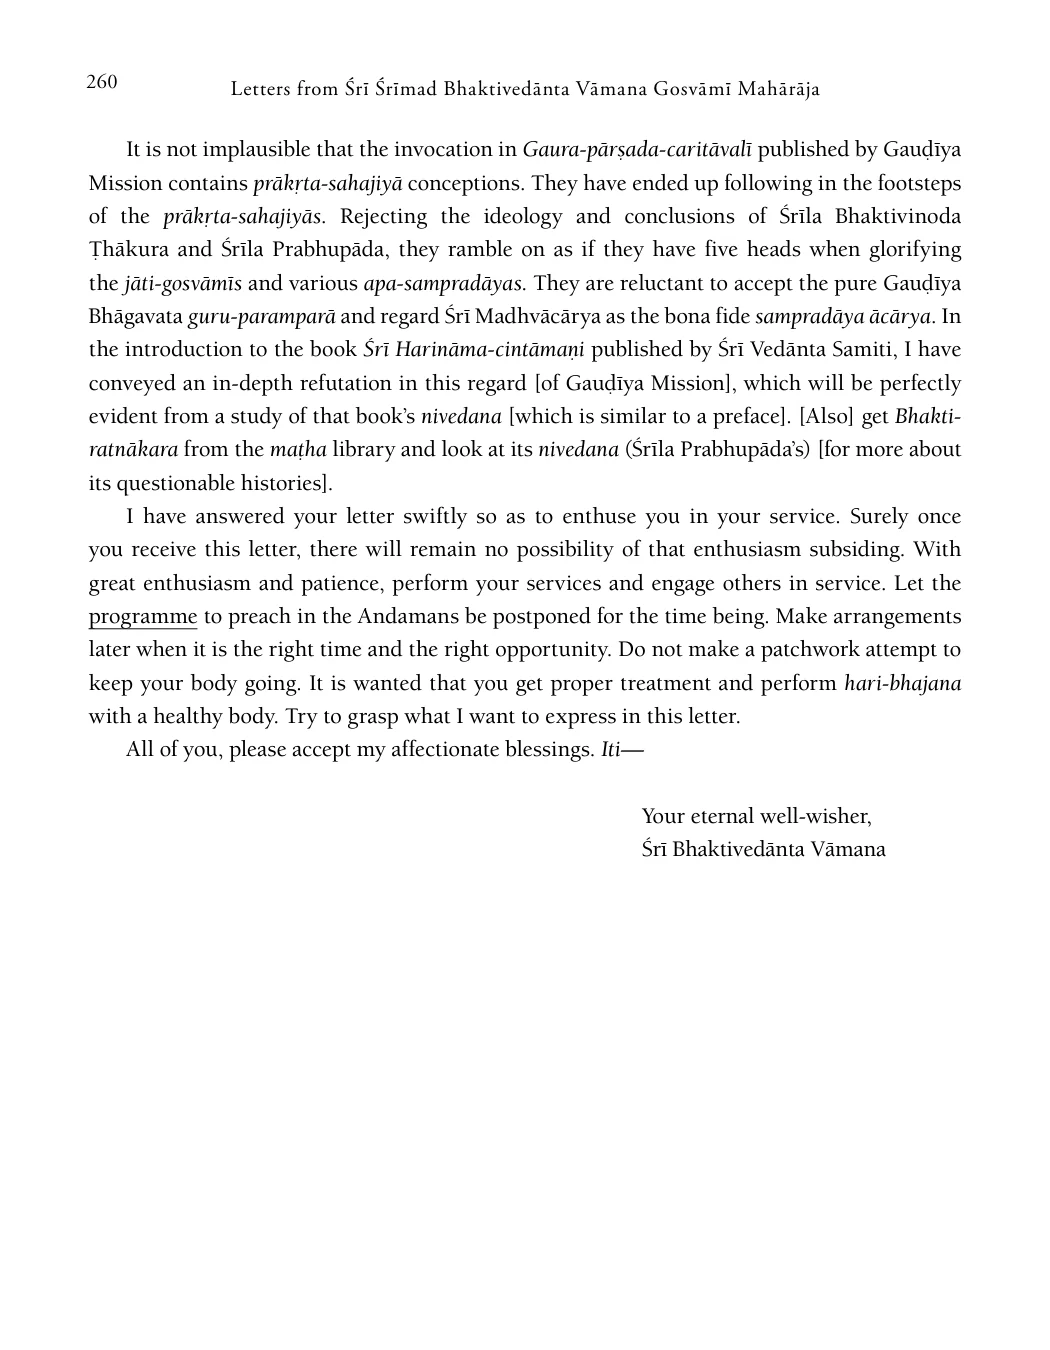 260
Letters from Śrī Śrīmad Bhaktivedānta Vāmana Gosvāmī Mahārāja
It is not implausible that the invocation in Gaura-pārṣada-caritāvalī published by Gauḍīya
Mission contains prākṛta-sahajiyā conceptions. They have ended up following in the footsteps
of the prākṛta-sahajiyās. Rejecting the ideology and conclusions of Śrīla Bhaktivinoda
Ṭhākura and Śrīla Prabhupāda, they ramble on as if they have five heads when glorifying
the jāti-gosvāmīs and various apa-sampradāyas. They are reluctant to accept the pure Gauḍīya
Bhāgavata guru-paramparā and regard Śrī Madhvācārya as the bona fide sampradāya ācārya. In
the introduction to the book Śrī Harināma-cintāmaṇi published by Śrī Vedānta Samiti, I have
conveyed an in-depth refutation in this regard [of Gauḍīya Mission], which will be perfectly
evident from a study of that book’s nivedana [which is similar to a preface]. [Also] get Bhakti-
ratnākara from the maṭha library and look at its nivedana (Śrīla Prabhupāda’s) [for more about
its questionable histories].
I have answered your letter swiftly so as to enthuse you in your service. Surely once
you receive this letter, there will remain no possibility of that enthusiasm subsiding. With
great enthusiasm and patience, perform your services and engage others in service. Let the
programme to preach in the Andamans be postponed for the time being. Make arrangements
later when it is the right time and the right opportunity. Do not make a patchwork attempt to
keep your body going. It is wanted that you get proper treatment and perform hari-bhajana
with a healthy body. Try to grasp what I want to express in this letter.
All of you, please accept my affectionate blessings. Iti—
Your eternal well-wisher,
Śrī Bhaktivedānta Vāmana